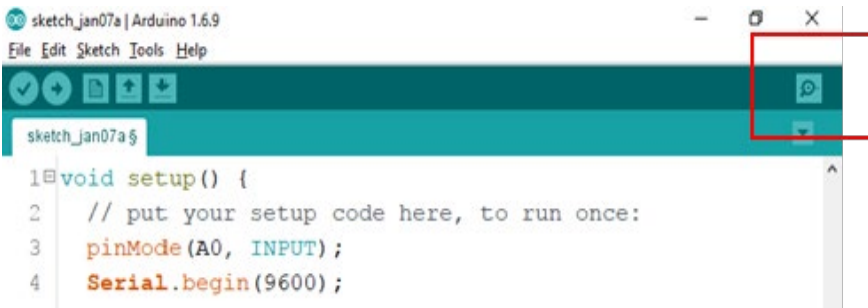 sketch_jan07a | Arduino 1.6.9
File Edit Sketch Tools Help
sketch_jan07a §
1 void setup() {
2 // put your setup code here, to run once:
3 pinMode(A0, INPUT);
4 Serial.begin(9600);